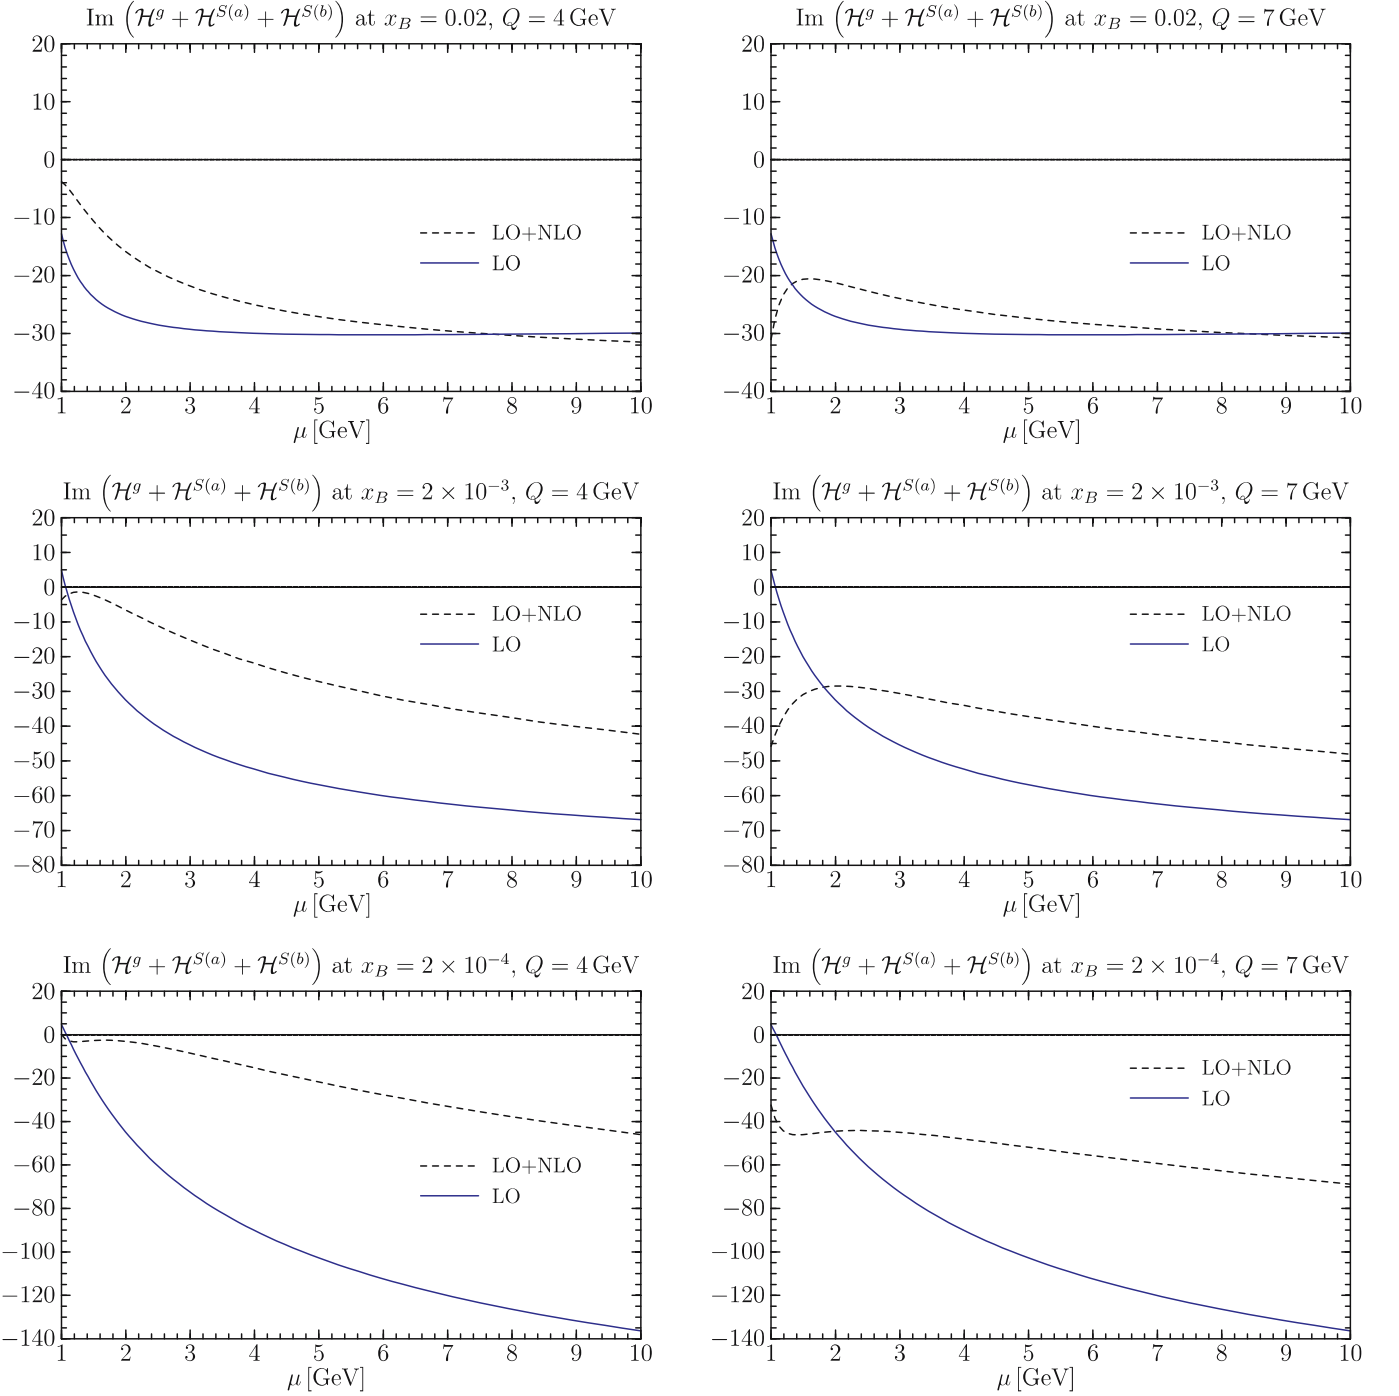 Im (ℋ^g + ℋ^{S(a)} + ℋ^{S(b)}) at x_B = 0.02, Q = 4 GeV
20
10
0
−10
−20
−30
−40
LO+NLO
LO
1 2 3 4 5 6 7 8 9 10
μ [GeV]
Im (ℋ^g + ℋ^{S(a)} + ℋ^{S(b)}) at x_B = 0.02, Q = 7 GeV
20
10
0
−10
−20
−30
−40
LO+NLO
LO
1 2 3 4 5 6 7 8 9 10
μ [GeV]
Im (ℋ^g + ℋ^{S(a)} + ℋ^{S(b)}) at x_B = 2 × 10^{−3}, Q = 4 GeV
20
10
0
−10
−20
−30
−40
−50
−60
−70
−80
LO+NLO
LO
1 2 3 4 5 6 7 8 9 10
μ [GeV]
Im (ℋ^g + ℋ^{S(a)} + ℋ^{S(b)}) at x_B = 2 × 10^{−3}, Q = 7 GeV
20
10
0
−10
−20
−30
−40
−50
−60
−70
−80
LO+NLO
LO
1 2 3 4 5 6 7 8 9 10
μ [GeV]
Im (ℋ^g + ℋ^{S(a)} + ℋ^{S(b)}) at x_B = 2 × 10^{−4}, Q = 4 GeV
20
0
−20
−40
−60
−80
−100
−120
−140
LO+NLO
LO
1 2 3 4 5 6 7 8 9 10
μ [GeV]
Im (ℋ^g + ℋ^{S(a)} + ℋ^{S(b)}) at x_B = 2 × 10^{−4}, Q = 7 GeV
20
0
−20
−40
−60
−80
−100
−120
−140
LO+NLO
LO
1 2 3 4 5 6 7 8 9 10
μ [GeV]